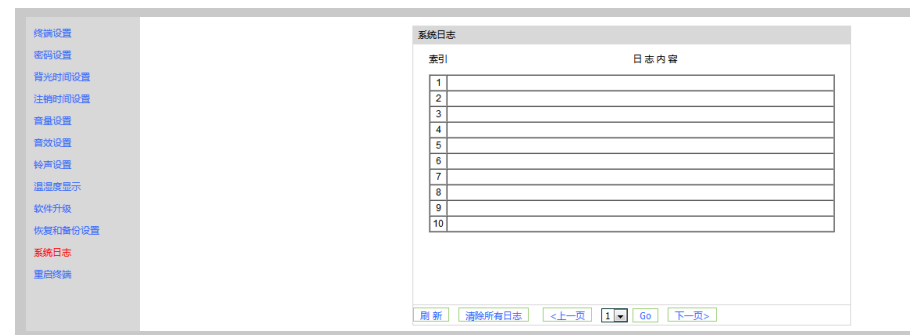 终端设置
密码设置
背光时间设置
注销时间设置
音量设置
音效设置
铃声设置
温湿度显示
软件升级
恢复和备份设置
系统日志
重启终端
系统日志
索引 日志内容
1
2
3
4
5
6
7
8
9
10
刷新 清除所有日志 <上一页 1 Go 下一页>